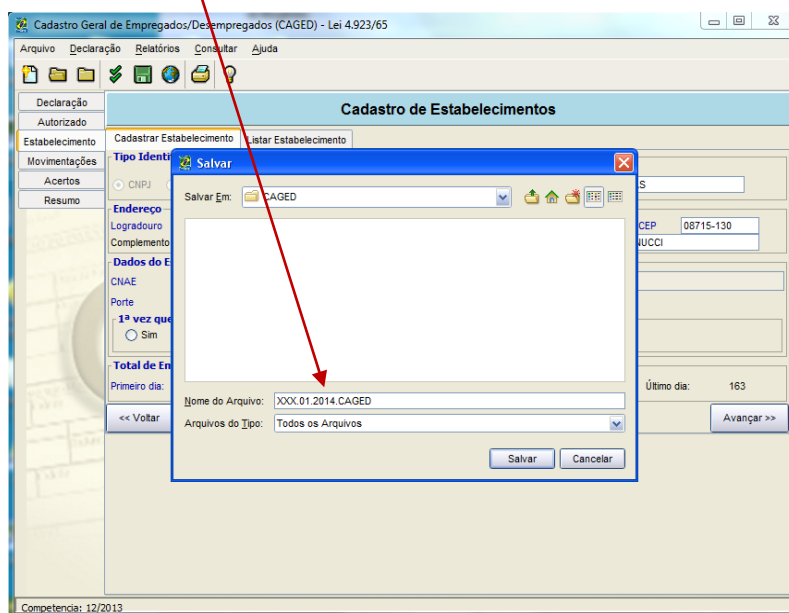 Cadastro Geral de Empregados/Desempregados (CAGED) - Lei 4.923/65
Arquivo Declaração Relatórios Consultar Ajuda
Declaração
Autorizado
Estabelecimento
Movimentações
Acertos
Resumo
Cadastro de Estabelecimentos
Cadastrar Estabelecimento Listar Estabelecimento
Tipo Identi
CNPJ
S
Endereço
Logradouro
CEP 08715-130
Complemento
NUCCI
Dados do E
CNAE
Porte
1ª vez que
Sim
Total de En
Primeiro dia:
Último dia: 163
<< Voltar
Avançar >>
Salvar
Salvar Em: CAGED
Nome do Arquivo: XXX.01.2014.CAGED
Arquivos do Tipo: Todos os Arquivos
Salvar Cancelar
Competencia: 12/2013